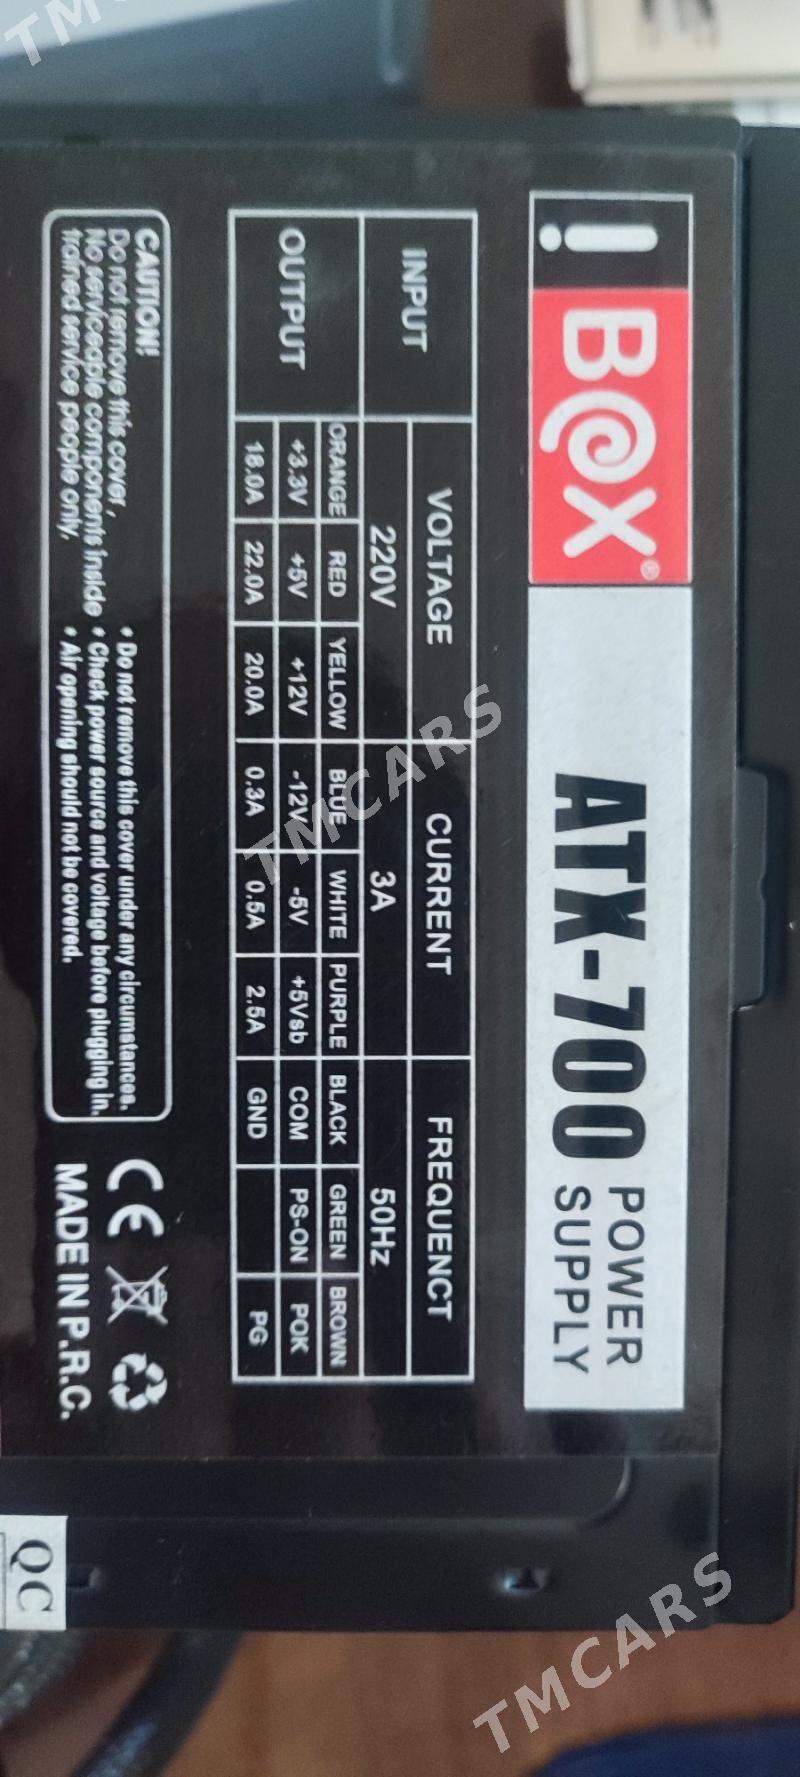 ! B@X® ATX-700 POWER SUPPLY
INPUT VOLTAGE CURRENT FREQUENCT
220V 3A 50Hz
OUTPUT ORANGE RED YELLOW BLUE WHITE PURPLE BLACK GREEN BROWN
+3.3V +5V +12V -12V -5V +5Vsb COM PS-ON POK
18.0A 22.0A 20.0A 0.3A 0.5A 2.5A GND PG
CAUTION!
Do not remove this cover,
No serviceable components inside
trained service people only.
• Do not remove this cover under any circumstances.
• Check power source and voltage before plugging in.
• Air opening should not be covered.
CE
MADE IN P.R.C.
QC
TMCARS
TMCARS